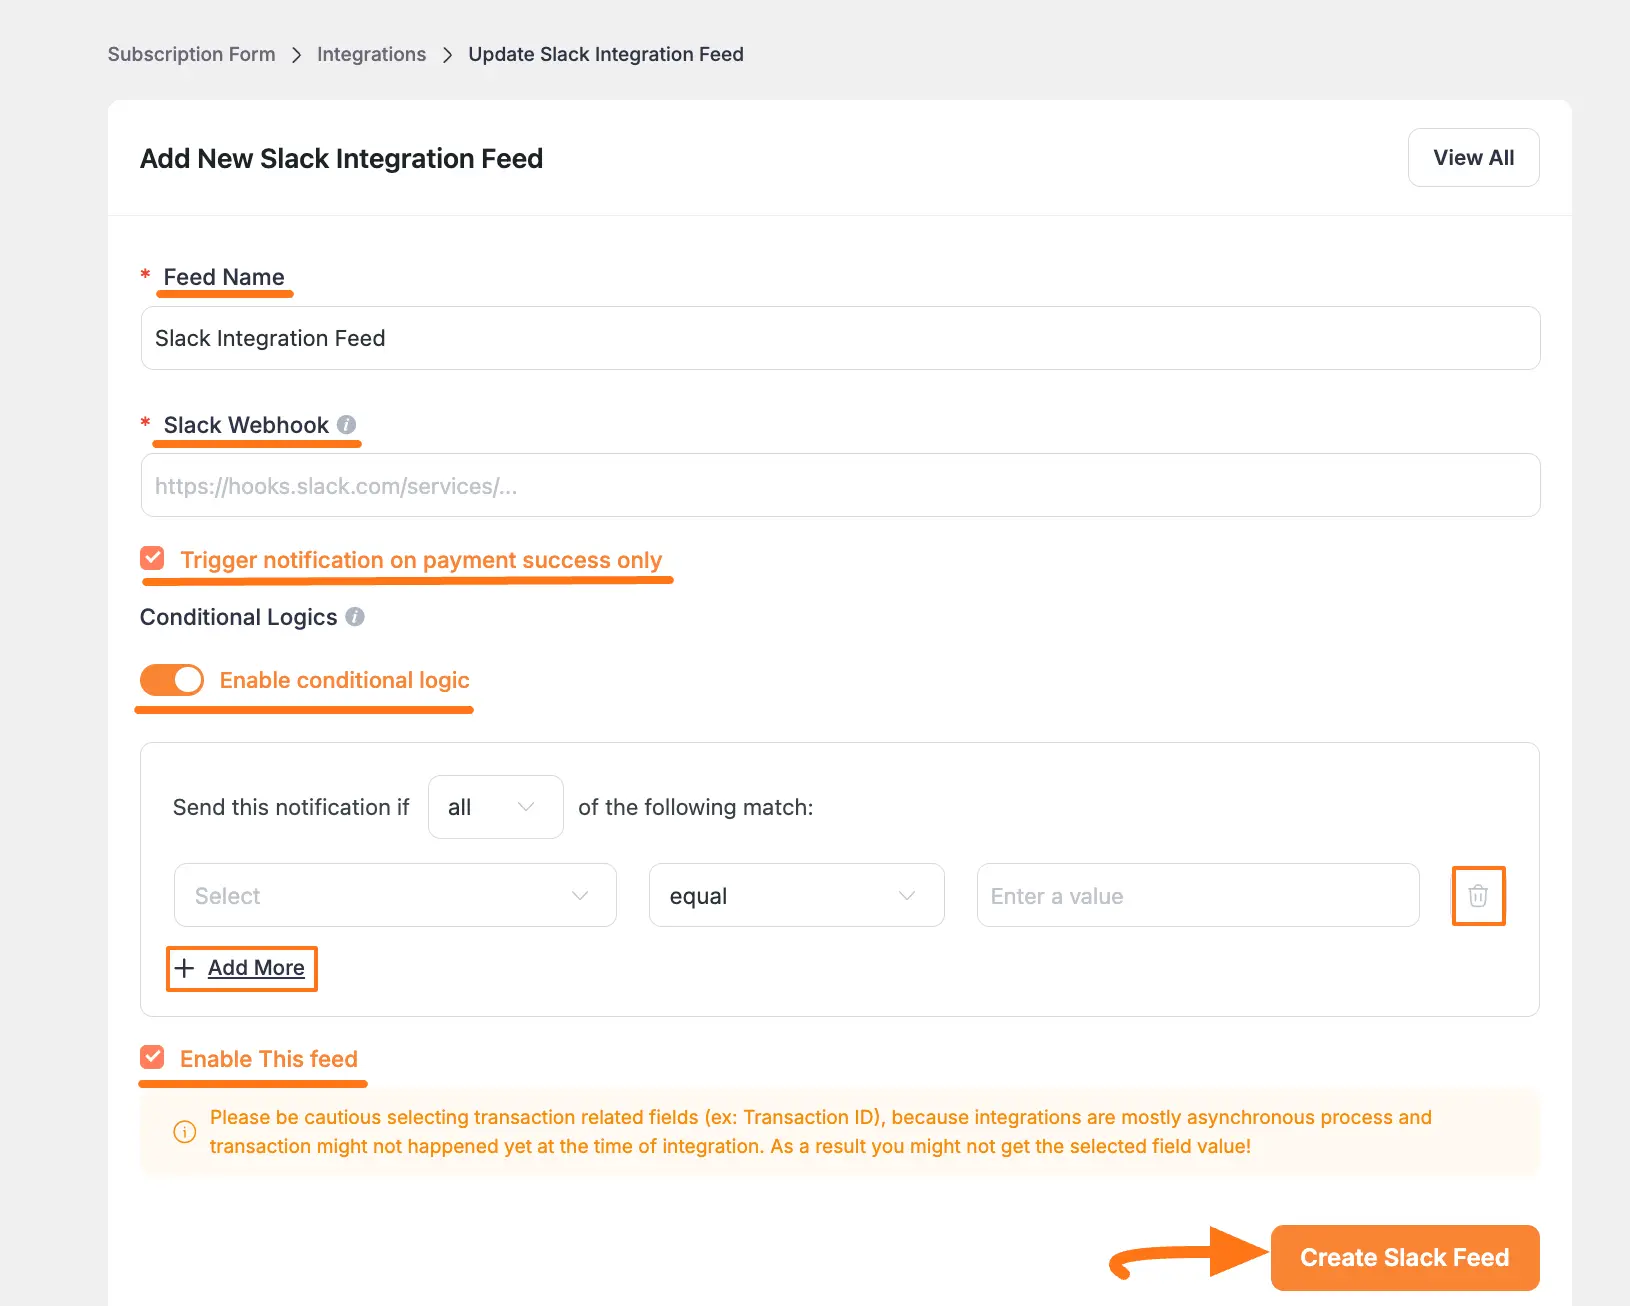 Subscription Form > Integrations > Update Slack Integration Feed
Add New Slack Integration Feed
View All
* Feed Name
Slack Integration Feed
* Slack Webhook i
https://hooks.slack.com/services/...
Trigger notification on payment success only
Conditional Logics i
Enable conditional logic
Send this notification if all of the following match:
Select equal Enter a value
+ Add More
Enable This feed
Please be cautious selecting transaction related fields (ex: Transaction ID), because integrations are mostly asynchronous process and
transaction might not happened yet at the time of integration. As a result you might not get the selected field value!
Create Slack Feed